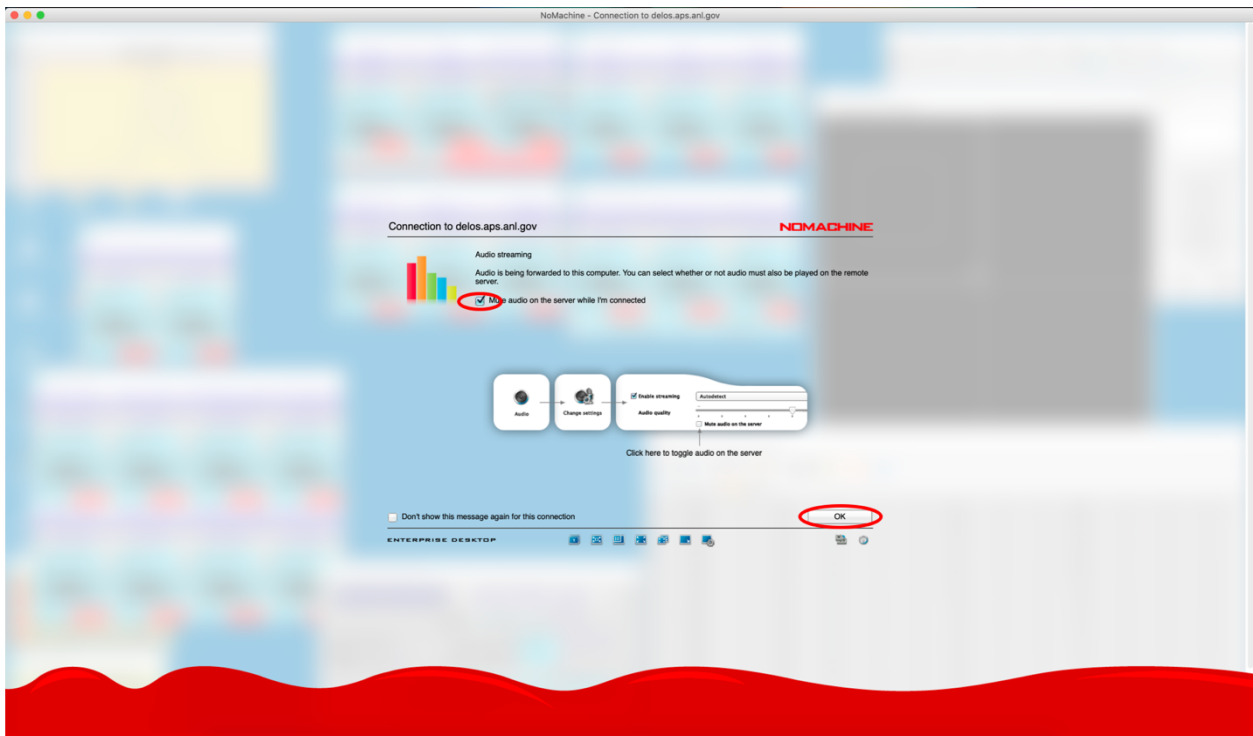 NoMachine - Connection to delos.aps.anl.gov
Connection to delos.aps.anl.gov
NOMACHINE
Audio streaming
Audio is being forwarded to this computer. You can select whether or not audio must also be played on the remote
server.
Mute audio on the server while I'm connected
Audio
Change settings
Enable streaming
Autodetect
Audio quality
Mute audio on the server
Click here to toggle audio on the server
Don't show this message again for this connection
OK
ENTERPRISE DESKTOP